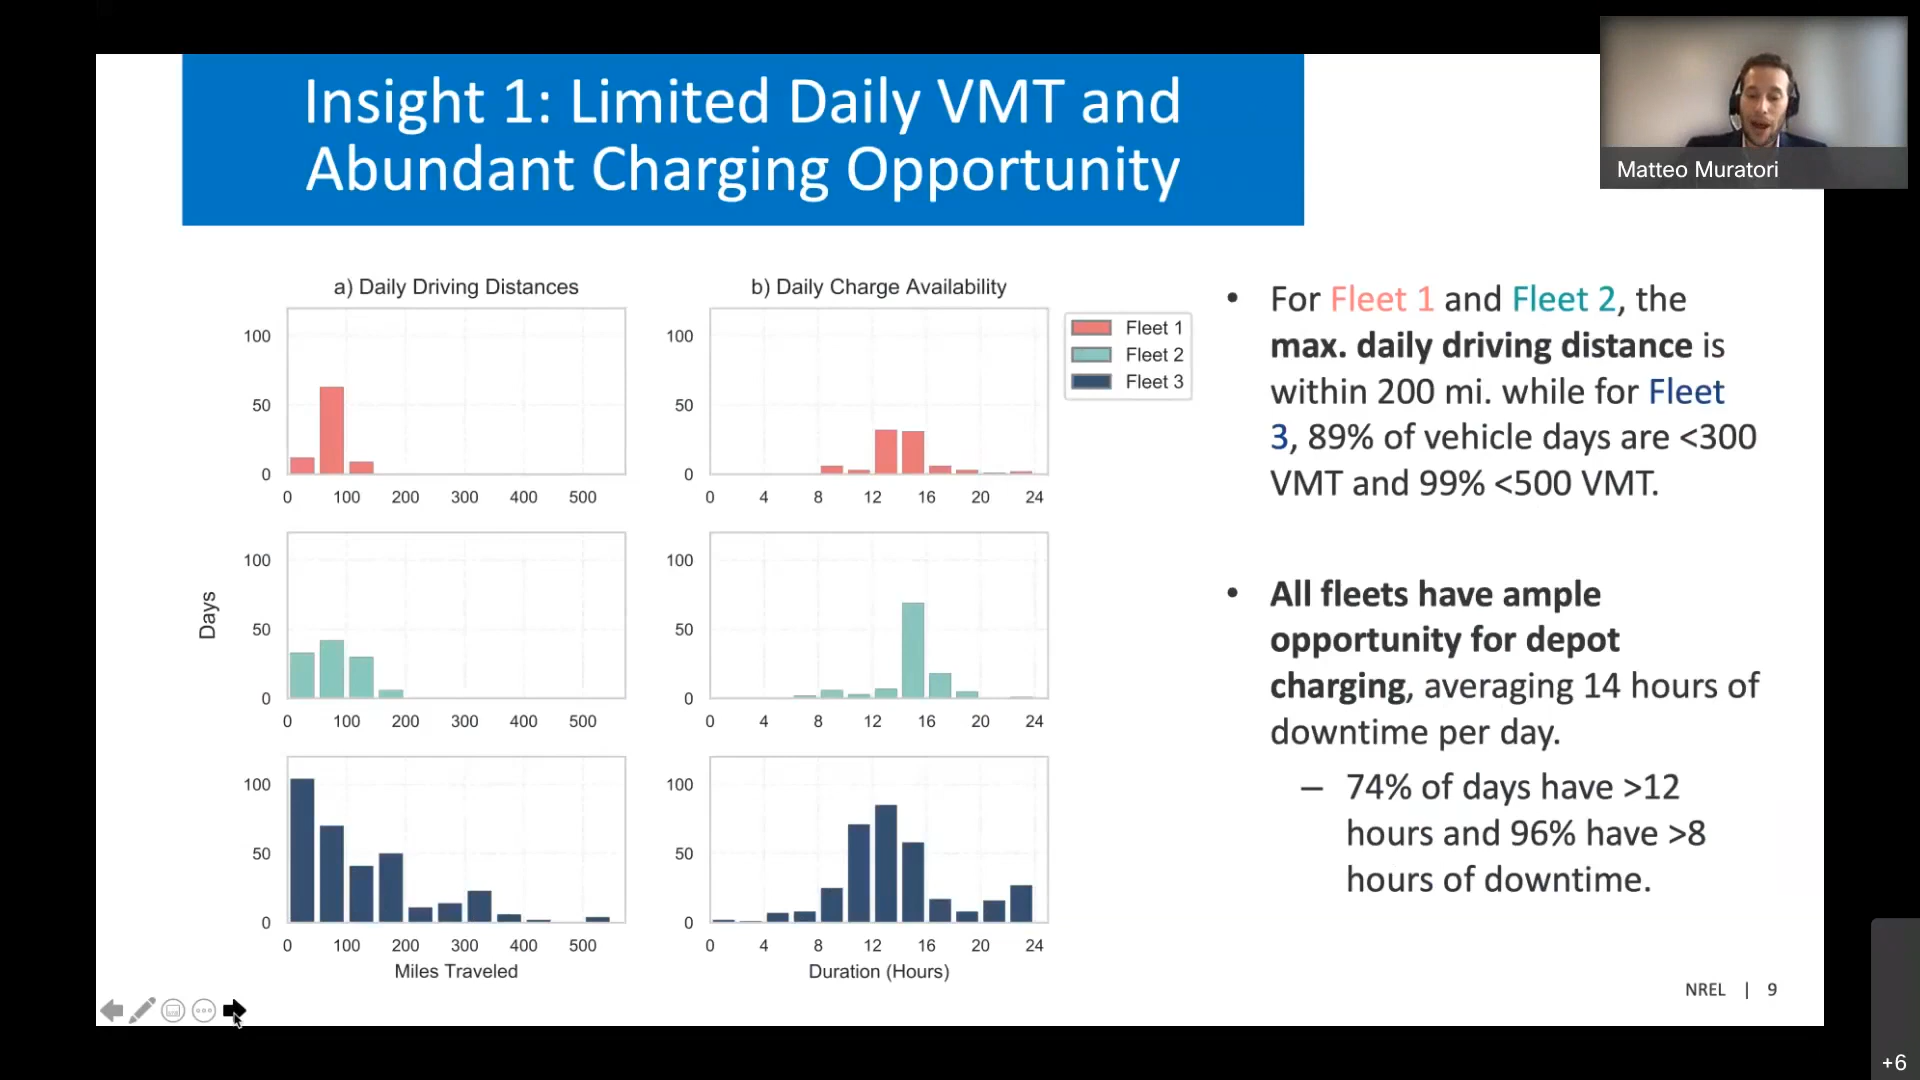 Insight 1: Limited Daily VMT and
Abundant Charging Opportunity
Matteo Muratori
a) Daily Driving Distances
100
50
0
0 100 200 300 400 500
b) Daily Charge Availability
100
50
0
0 4 8 12 16 20 24
Fleet 1
Fleet 2
Fleet 3
Days
100
50
0
0 100 200 300 400 500
100
50
0
0 4 8 12 16 20 24
100
50
0
0 100 200 300 400 500
Miles Traveled
100
50
0
0 4 8 12 16 20 24
Duration (Hours)
• For Fleet 1 and Fleet 2, the
max. daily driving distance is
within 200 mi. while for Fleet
3, 89% of vehicle days are <300
VMT and 99% <500 VMT.
• All fleets have ample
opportunity for depot
charging, averaging 14 hours of
downtime per day.
– 74% of days have >12
hours and 96% have >8
hours of downtime.
NREL | 9
+6